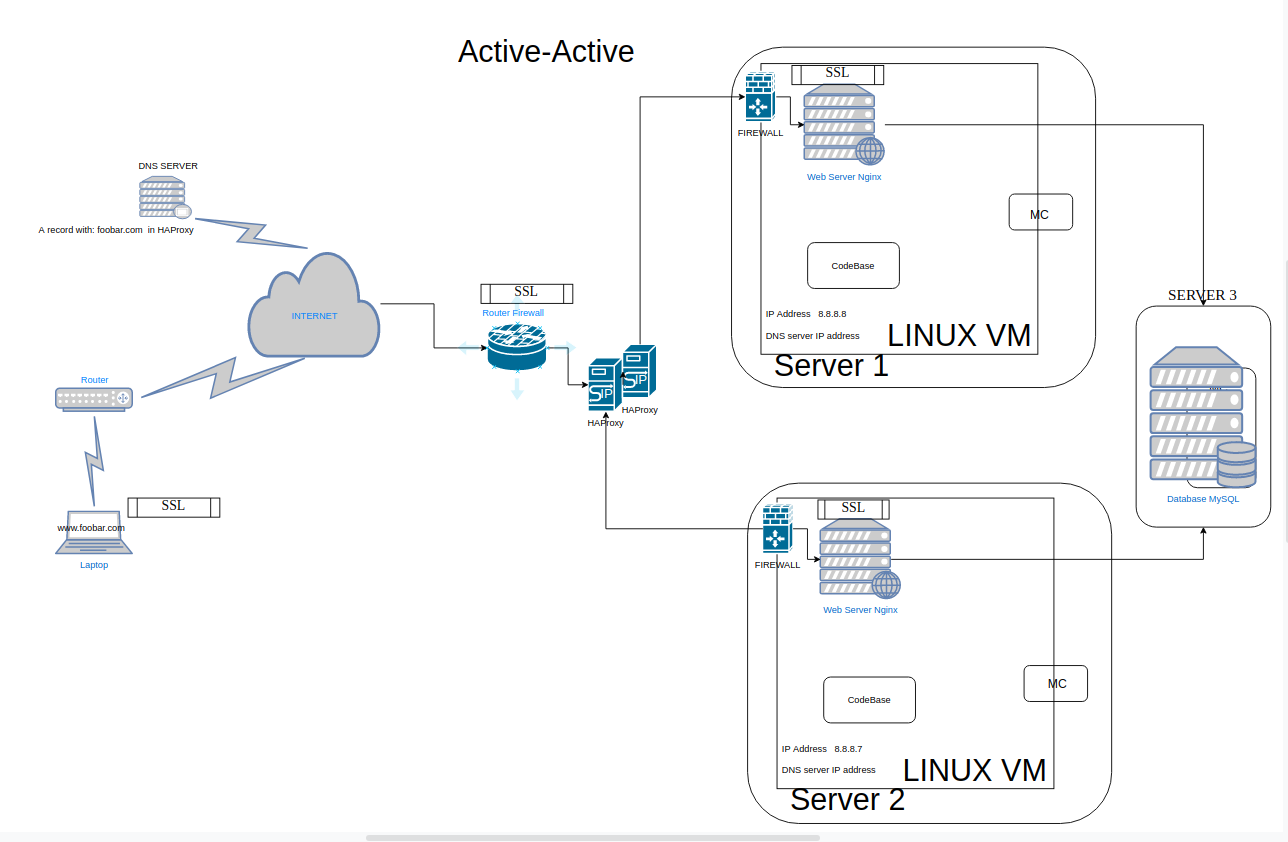 Active-Active
DNS SERVER
A record with: foobar.com in HAProxy
INTERNET
Router
SSL
www.foobar.com
Laptop
SSL
Router Firewall
SIP
SIP
HAProxy
HAProxy
SSL
FIREWALL
Web Server Nginx
MC
CodeBase
IP Address 8.8.8.8
DNS server IP address
LINUX VM
Server 1
SERVER 3
Database MySQL
SSL
FIREWALL
Web Server Nginx
MC
CodeBase
IP Address 8.8.8.7
DNS server IP address
LINUX VM
Server 2